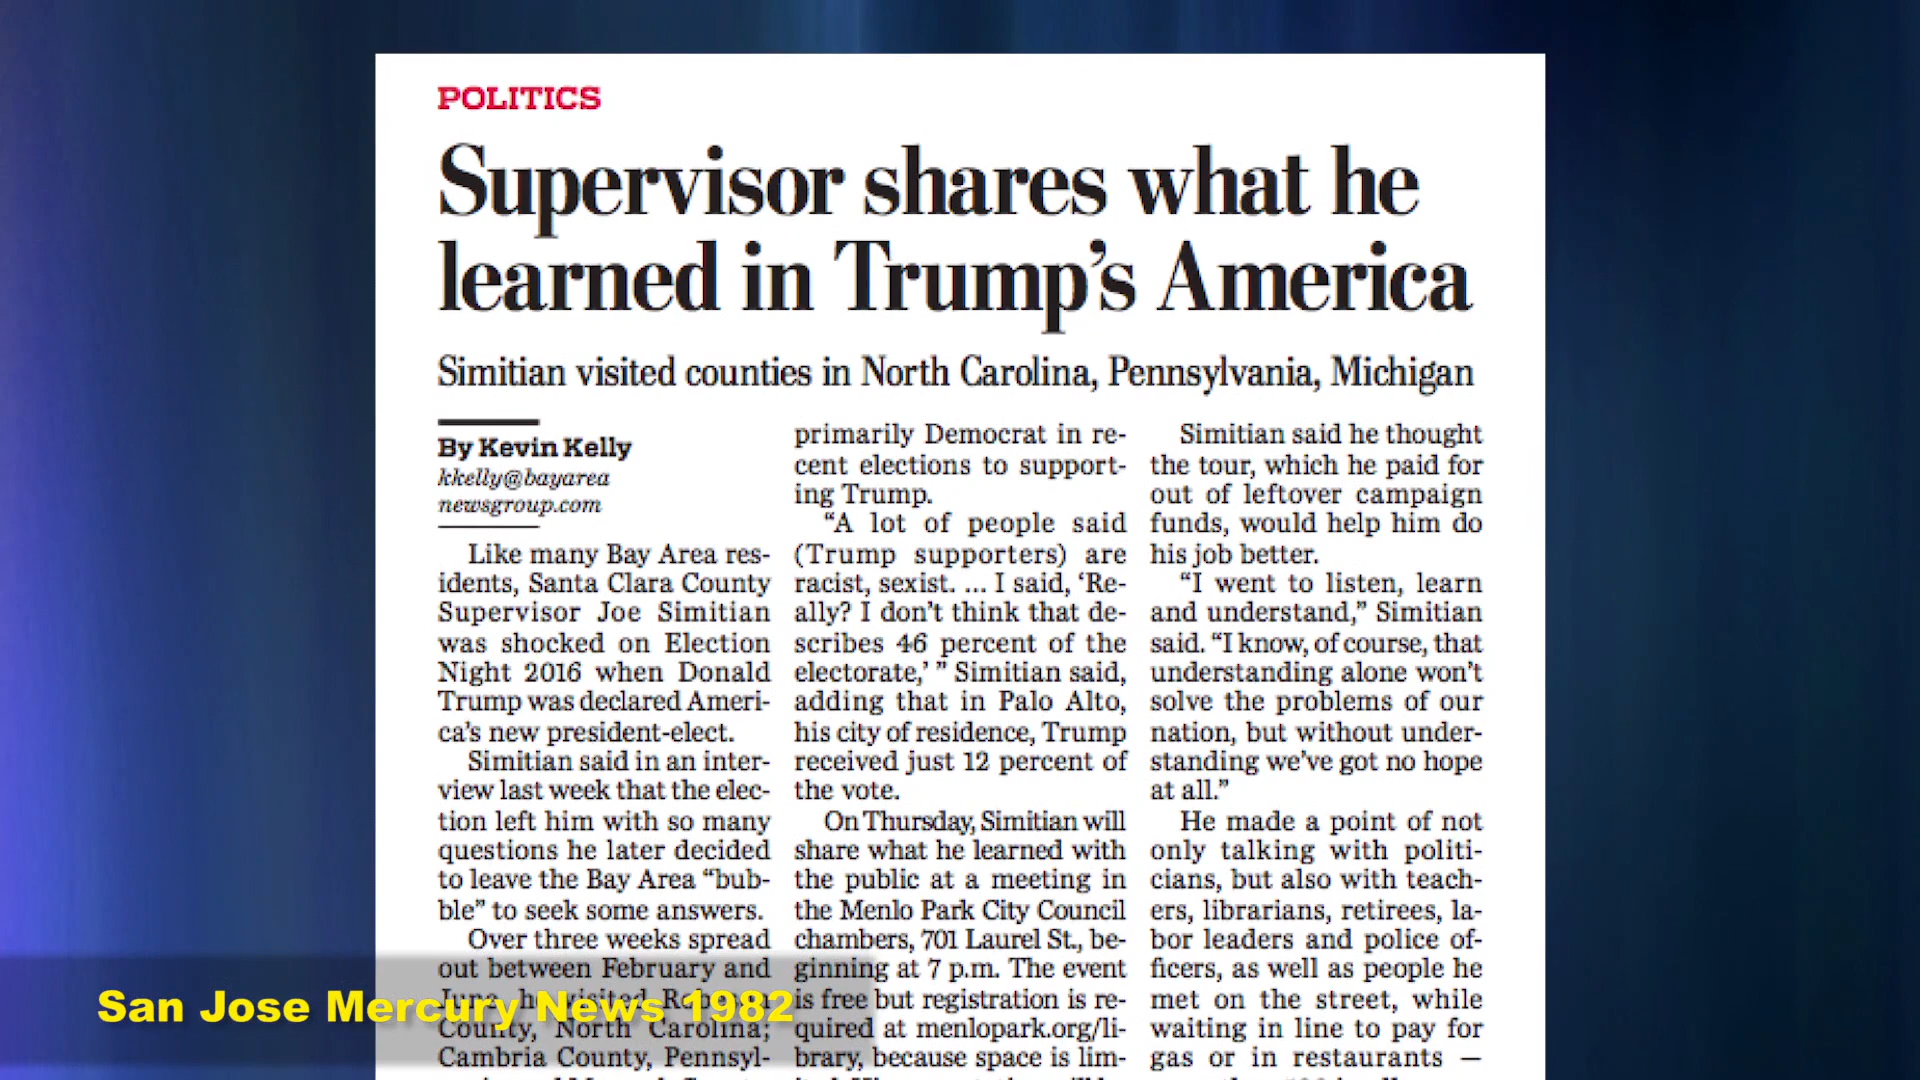 POLITICS
Supervisor shares what he
learned in Trump's America
Simitian visited counties in North Carolina, Pennsylvania, Michigan
By Kevin Kelly
kkelly@bayarea
newsgroup.com
Like many Bay Area res-
idents, Santa Clara County
Supervisor Joe Simitian
was shocked on Election
Night 2016 when Donald
Trump was declared Ameri-
ca's new president-elect.
Simitian said in an inter-
view last week that the elec-
tion left him with so many
questions he later decided
to leave the Bay Area “bub-
ble” to seek some answers.
Over three weeks spread
out between February and
June, he visited Robeson
County, North Carolina;
Cambria County, Pennsyl-
primarily Democrat in re-
cent elections to support-
ing Trump.
“A lot of people said
(Trump supporters) are
racist, sexist. ... I said, ‘Re-
ally? I don't think that de-
scribes 46 percent of the
electorate,’ ” Simitian said,
adding that in Palo Alto,
his city of residence, Trump
received just 12 percent of
the vote.
On Thursday, Simitian will
share what he learned with
the public at a meeting in
the Menlo Park City Council
chambers, 701 Laurel St., be-
ginning at 7 p.m. The event
is free but registration is re-
quired at menlopark.org/li-
brary, because space is lim-
Simitian said he thought
the tour, which he paid for
out of leftover campaign
funds, would help him do
his job better.
“I went to listen, learn
and understand,” Simitian
said. “I know, of course, that
understanding alone won't
solve the problems of our
nation, but without under-
standing we've got no hope
at all.”
He made a point of not
only talking with politi-
cians, but also with teach-
ers, librarians, retirees, la-
bor leaders and police of-
ficers, as well as people he
met on the street, while
waiting in line to pay for
gas or in restaurants —
San Jose Mercury News 1982